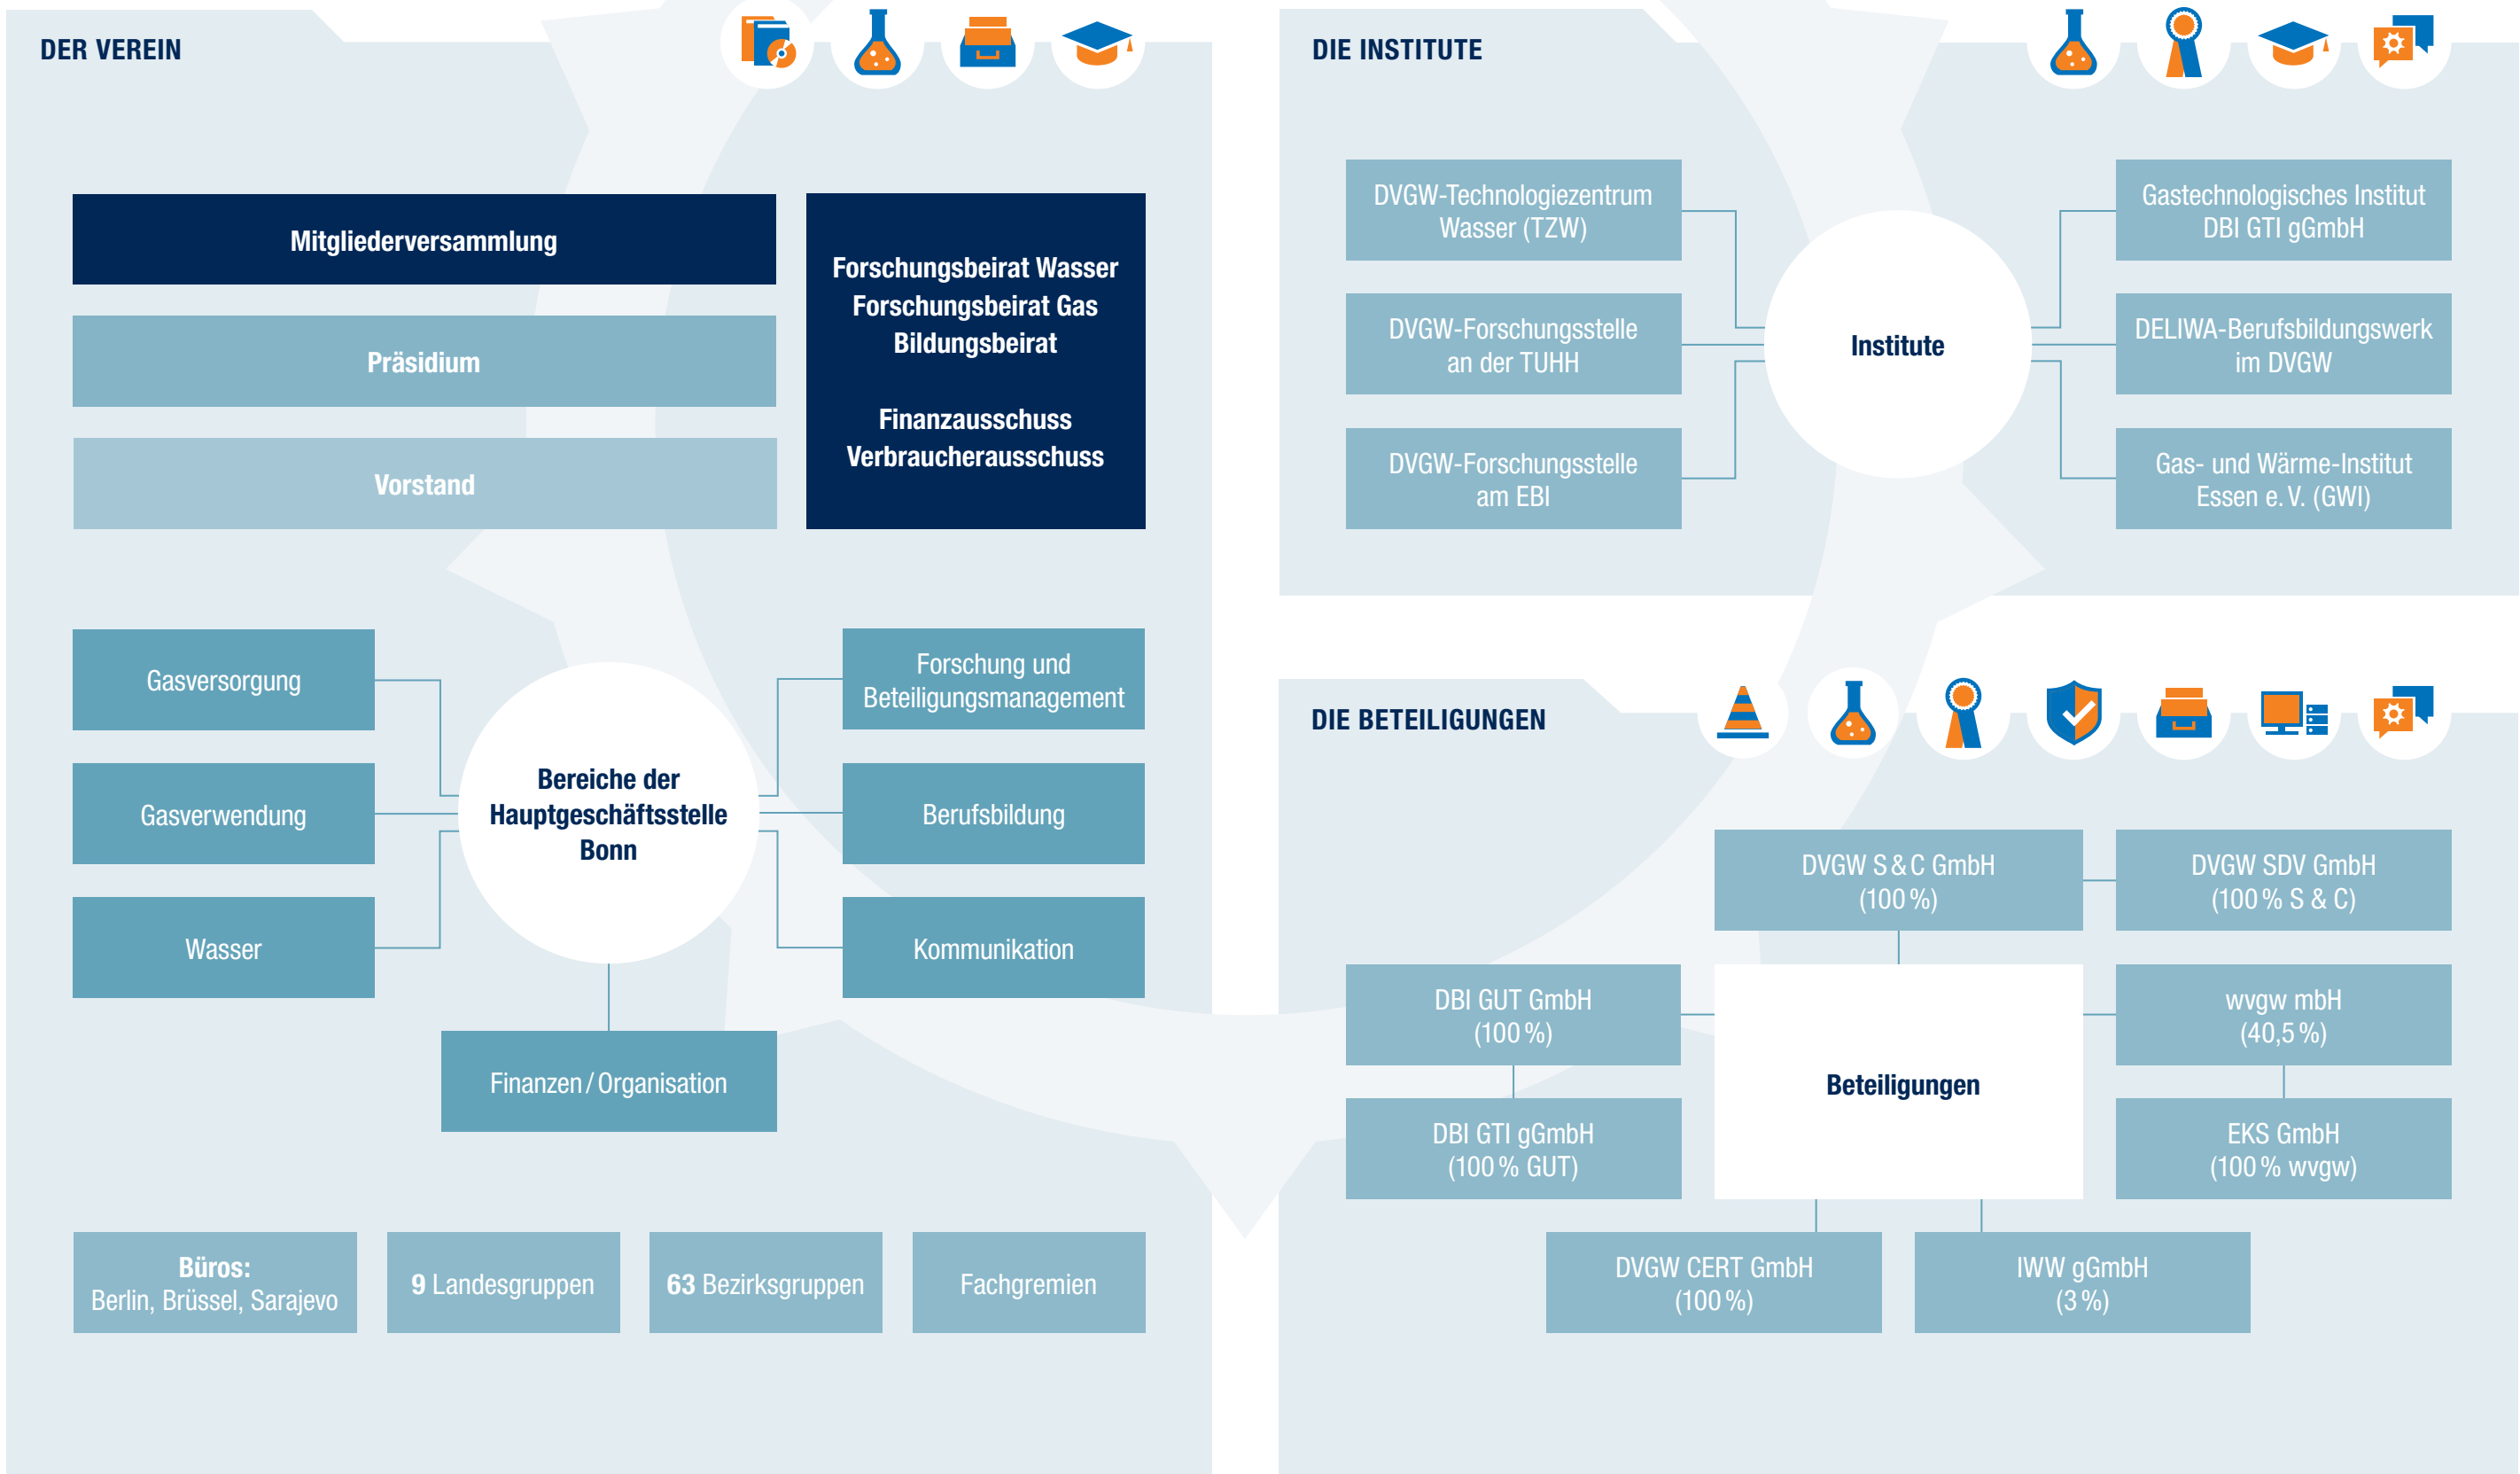 DER VEREIN
Mitgliederversammlung
Präsidium
Vorstand
Forschungsbeirat Wasser
Forschungsbeirat Gas
Bildungsbeirat
Finanzausschuss
Verbraucherausschuss
Gasversorgung
Gasverwendung
Wasser
Bereiche der
Hauptgeschäftsstelle
Bonn
Forschung und
Beteiligungsmanagement
Berufsbildung
Kommunikation
Finanzen / Organisation
Büros:
Berlin, Brüssel, Sarajevo
9 Landesgruppen
63 Bezirksgruppen
Fachgremien
DIE INSTITUTE
DVGW-Technologiezentrum
Wasser (TZW)
DVGW-Forschungsstelle
an der TUHH
DVGW-Forschungsstelle
am EBI
Institute
Gastechnologisches Institut
DBI GTI gGmbH
DELIWA-Berufsbildungswerk
im DVGW
Gas- und Wärme-Institut
Essen e. V. (GWI)
DIE BETEILIGUNGEN
DVGW S & C GmbH
(100 %)
DVGW SDV GmbH
(100 % S & C)
DBI GUT GmbH
(100 %)
DBI GTI gGmbH
(100 % GUT)
Beteiligungen
wvgw mbH
(40,5 %)
EKS GmbH
(100 % wvgw)
DVGW CERT GmbH
(100 %)
IWW gGmbH
(3 %)